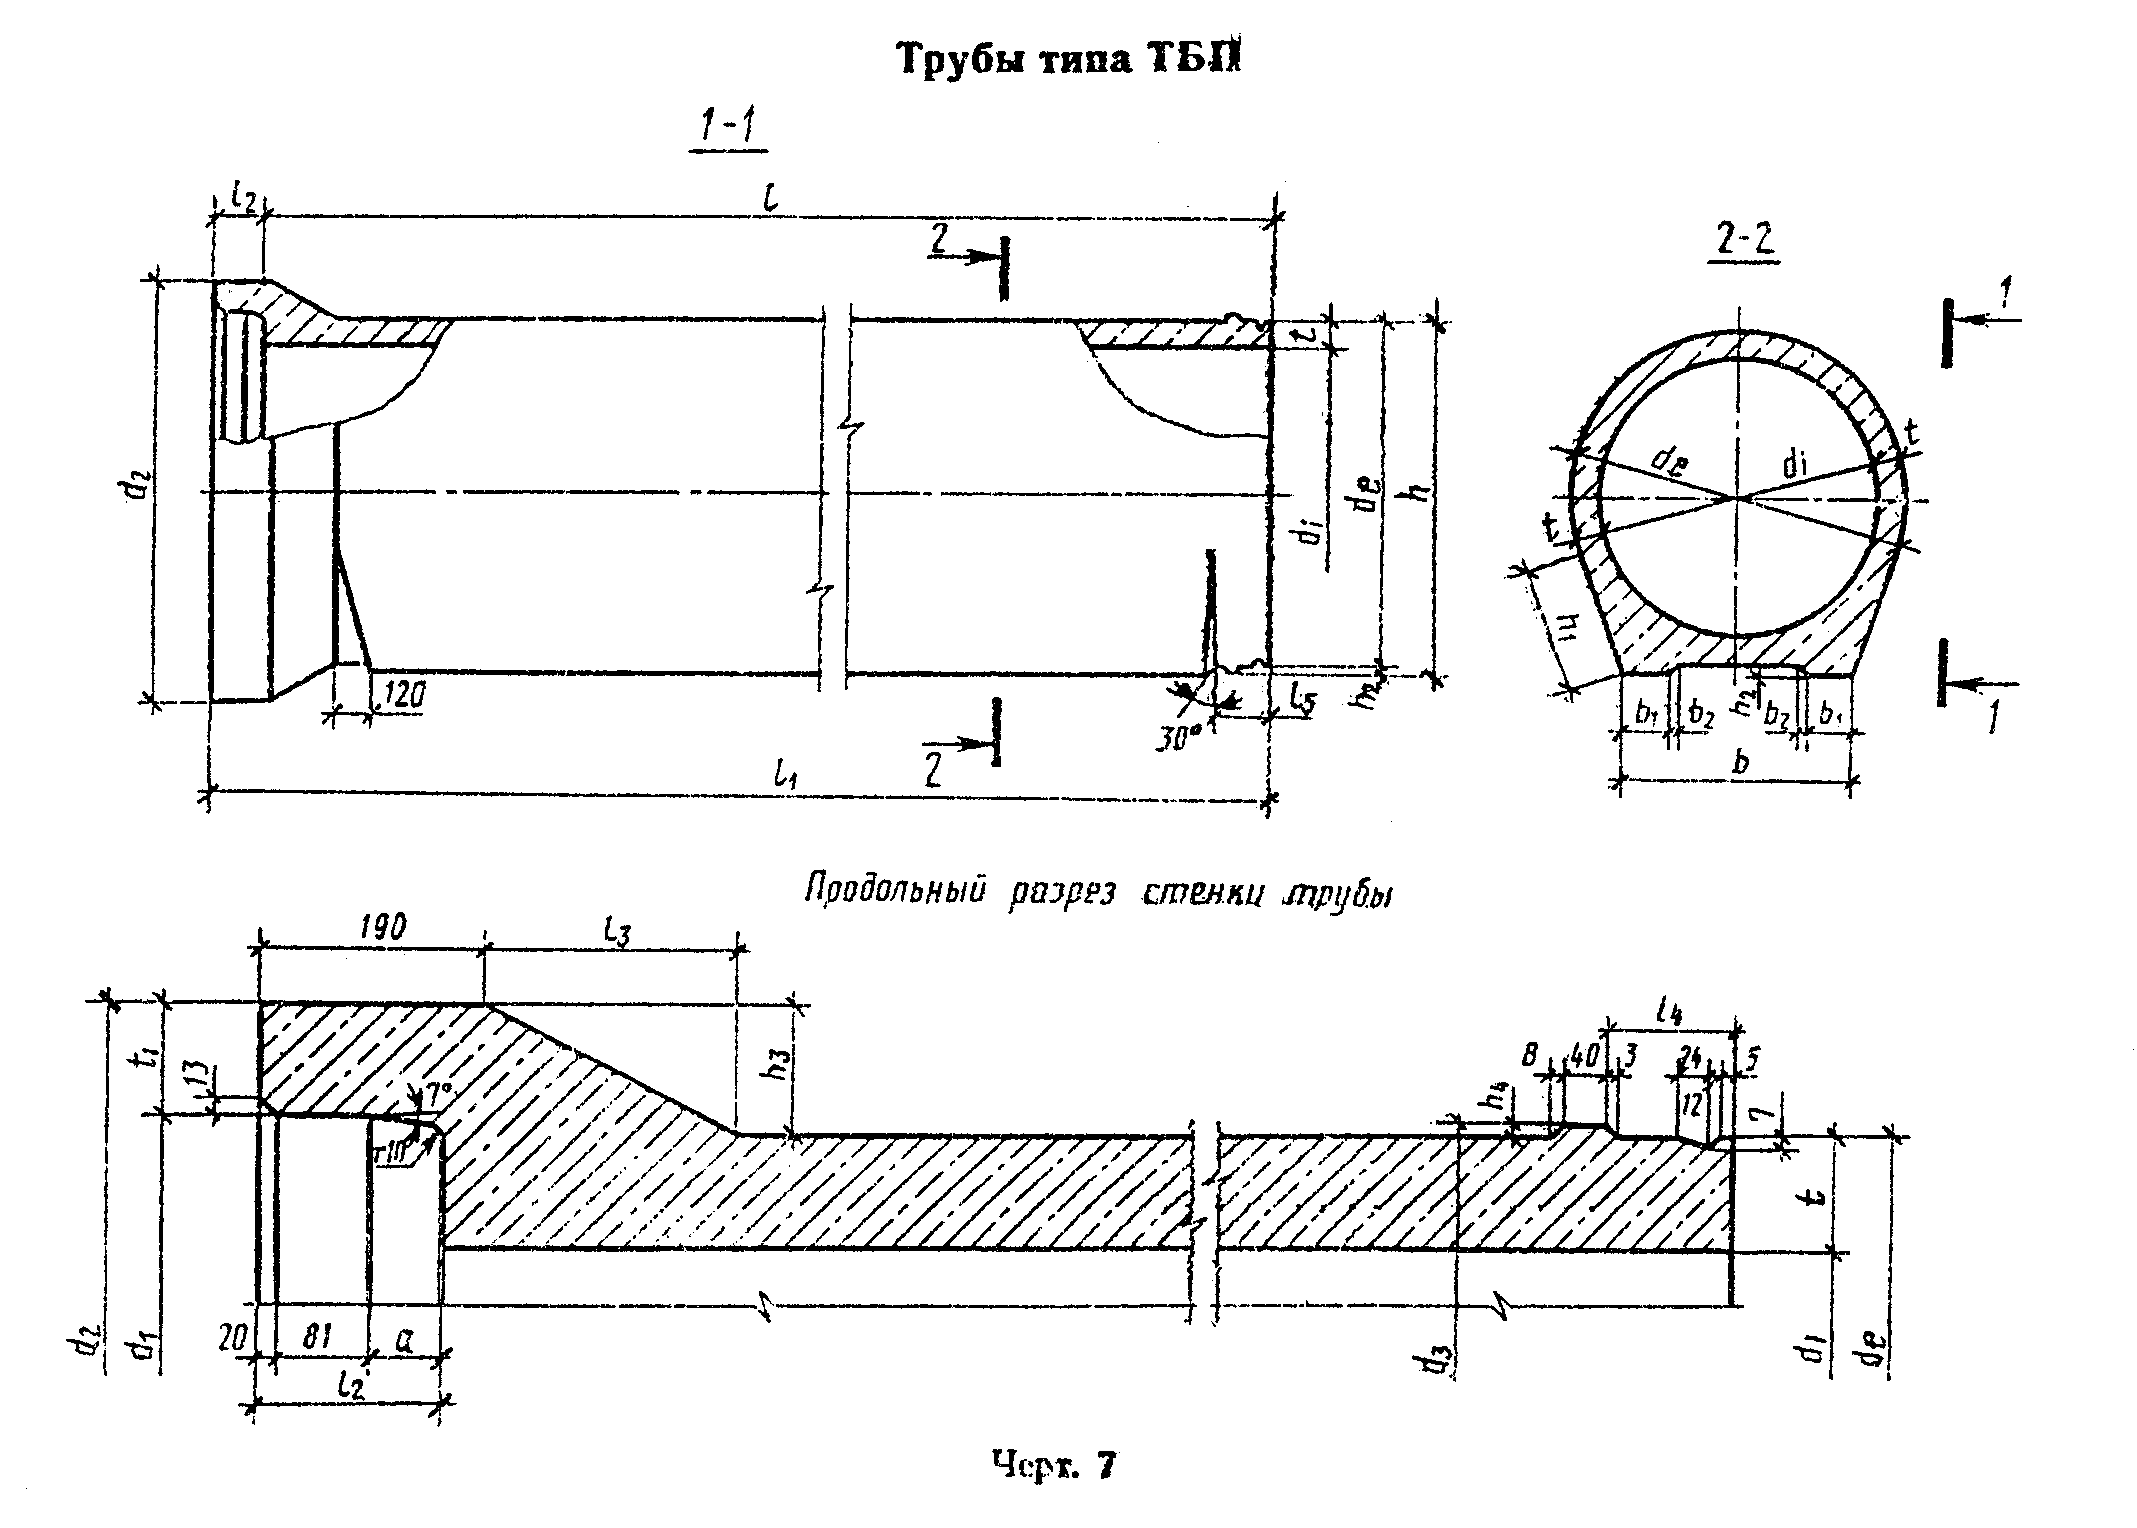 Трубы типа ТБП
1-1
l2
l
2
2-2
1
t
d2
di
de
h
de
di
t
t
h1
120
30°
l5
h2
b1 b2 h2 b2 b1
b
1
2
l1
Продольный разрез стенки трубы
190
l3
l4
8 40 3 24 5
12
h4
7
t1
13
7°
r10
h3
t
d2
d1
20 81 a
l2
d3
di
de
Черт. 7